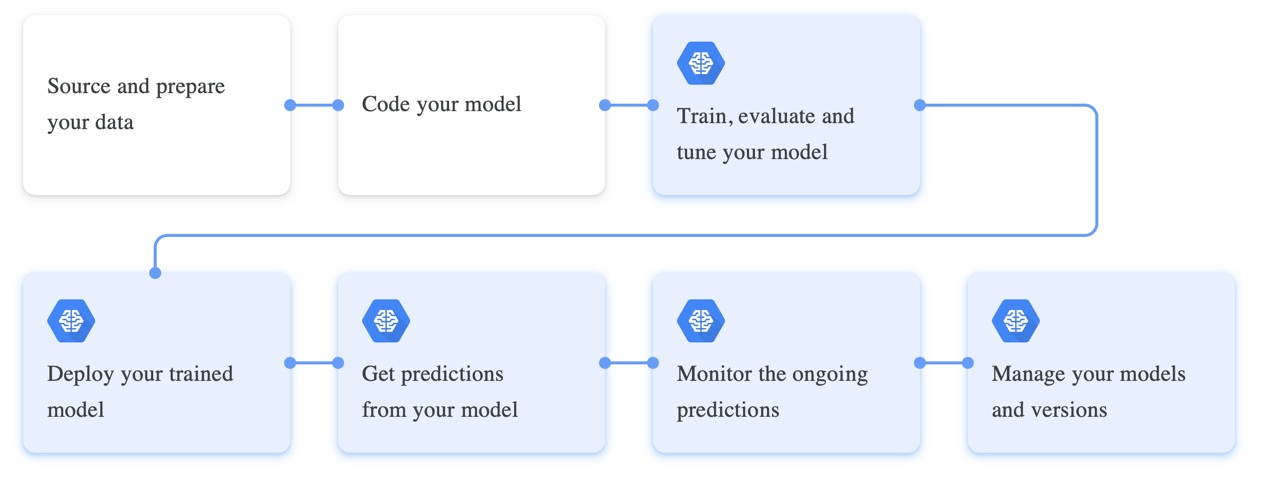 Source and prepare
your data
Code your model
Train, evaluate and
tune your model
Deploy your trained
model
Get predictions
from your model
Monitor the ongoing
predictions
Manage your models
and versions